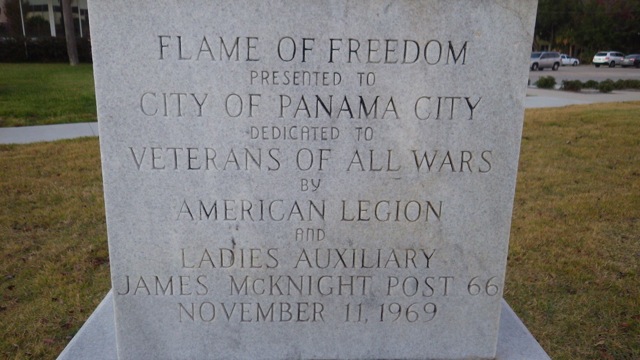 FLAME OF FREEDOM
PRESENTED TO
CITY OF PANAMA CITY
DEDICATED TO
VETERANS OF ALL WARS
BY
AMERICAN LEGION
AND
LADIES AUXILIARY
JAMES McKNIGHT POST 66
NOVEMBER 11, 1969